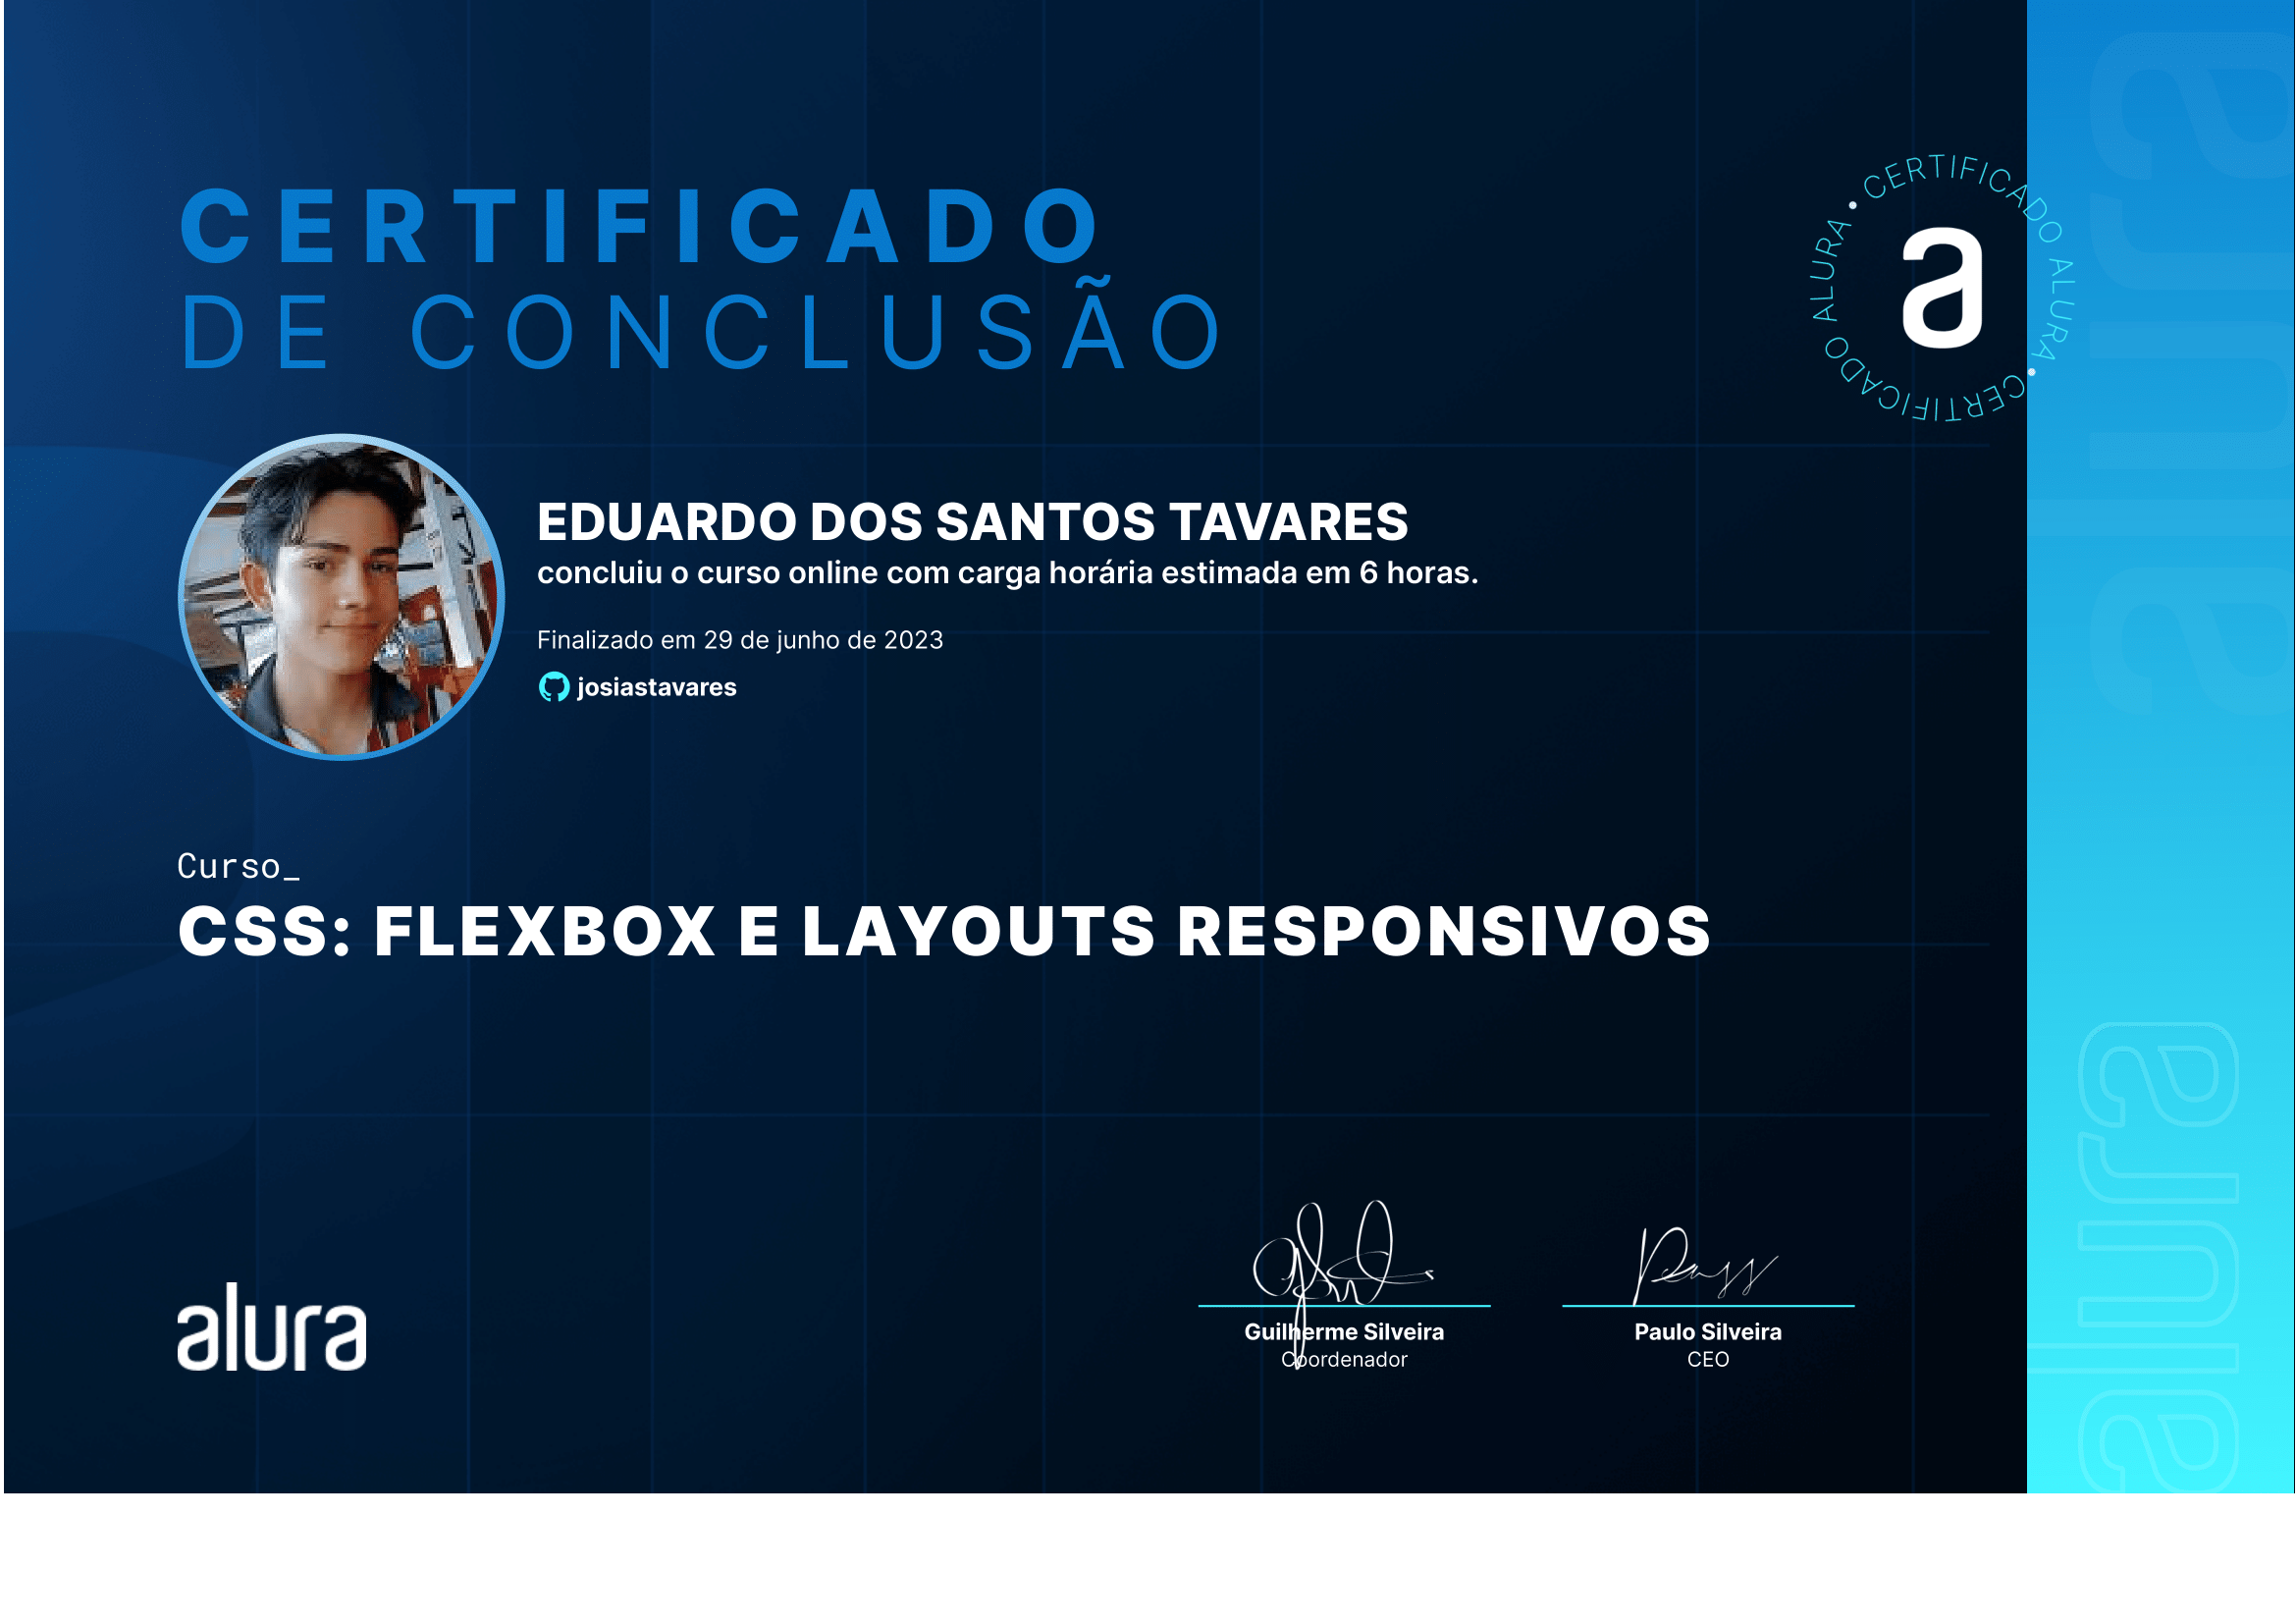 CERTIFICADO
DE CONCLUSÃO
CERTIFICADO ALURA • CERTIFICADO ALURA •
a
EDUARDO DOS SANTOS TAVARES
concluiu o curso online com carga horária estimada em 6 horas.
Finalizado em 29 de junho de 2023
josiastavares
Curso_
CSS: FLEXBOX E LAYOUTS RESPONSIVOS
alura
Guilherme Silveira
Coordenador
Paulo Silveira
CEO
alura
alura
alura